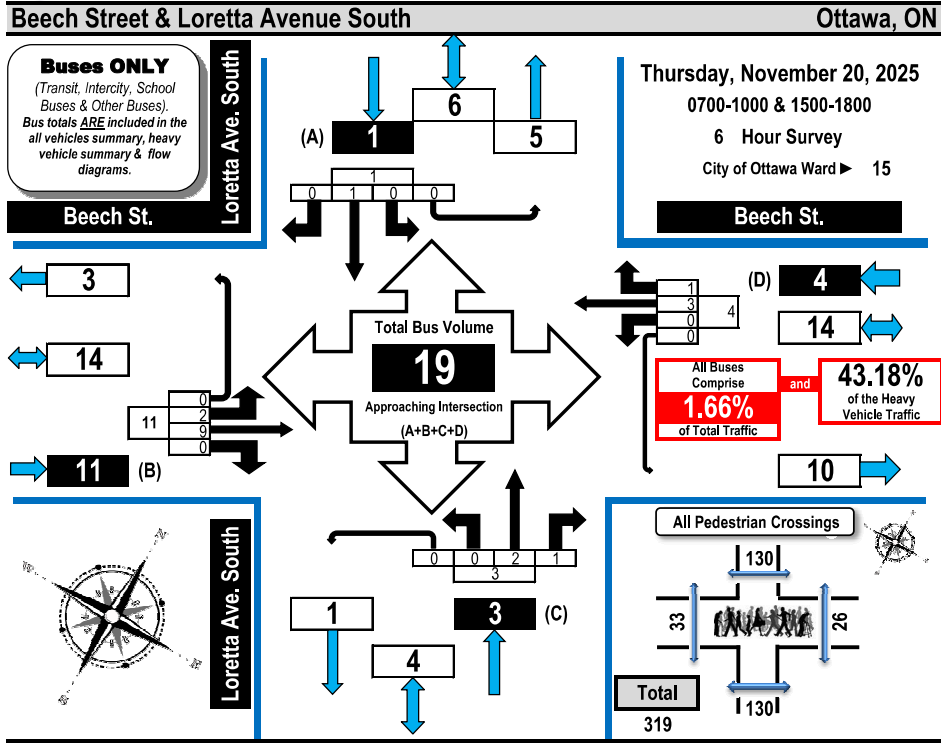 Beech Street & Loretta Avenue South
Ottawa, ON
Buses ONLY
(Transit, Intercity, School
Buses & Other Buses).
Bus totals ARE included in the
all vehicles summary, heavy
vehicle summary & flow
diagrams.
Loretta Ave. South
Beech St.
6
(A)
1
5
1
0 1 0 0
Thursday, November 20, 2025
0700-1000 & 1500-1800
6 Hour Survey
City of Ottawa Ward ► 15
Beech St.
3
14
0
2
11
9
0
11
(B)
Total Bus Volume
19
Approaching Intersection
(A+B+C+D)
(D)
4
1
3
4
0
0
14
All Buses
Comprise
1.66%
of Total Traffic
and
43.18%
of the Heavy
Vehicle Traffic
10
Loretta Ave. South
N
0 0 2 1
3
1
3
(C)
4
All Pedestrian Crossings
130
33
26
130
Total
319